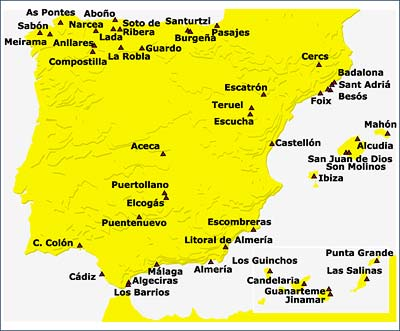 As Pontes
Aboño
Soto de
Ribera
Santurtzi
Sabón
Narcea
Lada
Burgeña
Pasajes
Meirama
Anllares
Guardo
La Robla
Compostilla
Cercs
Badalona
Escatrón
Sant Adriá
Foix
Besós
Teruel
Escucha
Mahón
Castellón
Alcudia
Aceca
San Juan de Dios
Son Molinos
Ibiza
Puertollano
Elcogás
Puentenuevo
Escombreras
C. Colón
Litoral de Almería
Punta Grande
Cádiz
Málaga
Almería
Los Guinchos
Las Salinas
Algeciras
Candelaria
Los Barrios
Guanarteme
Jinamar